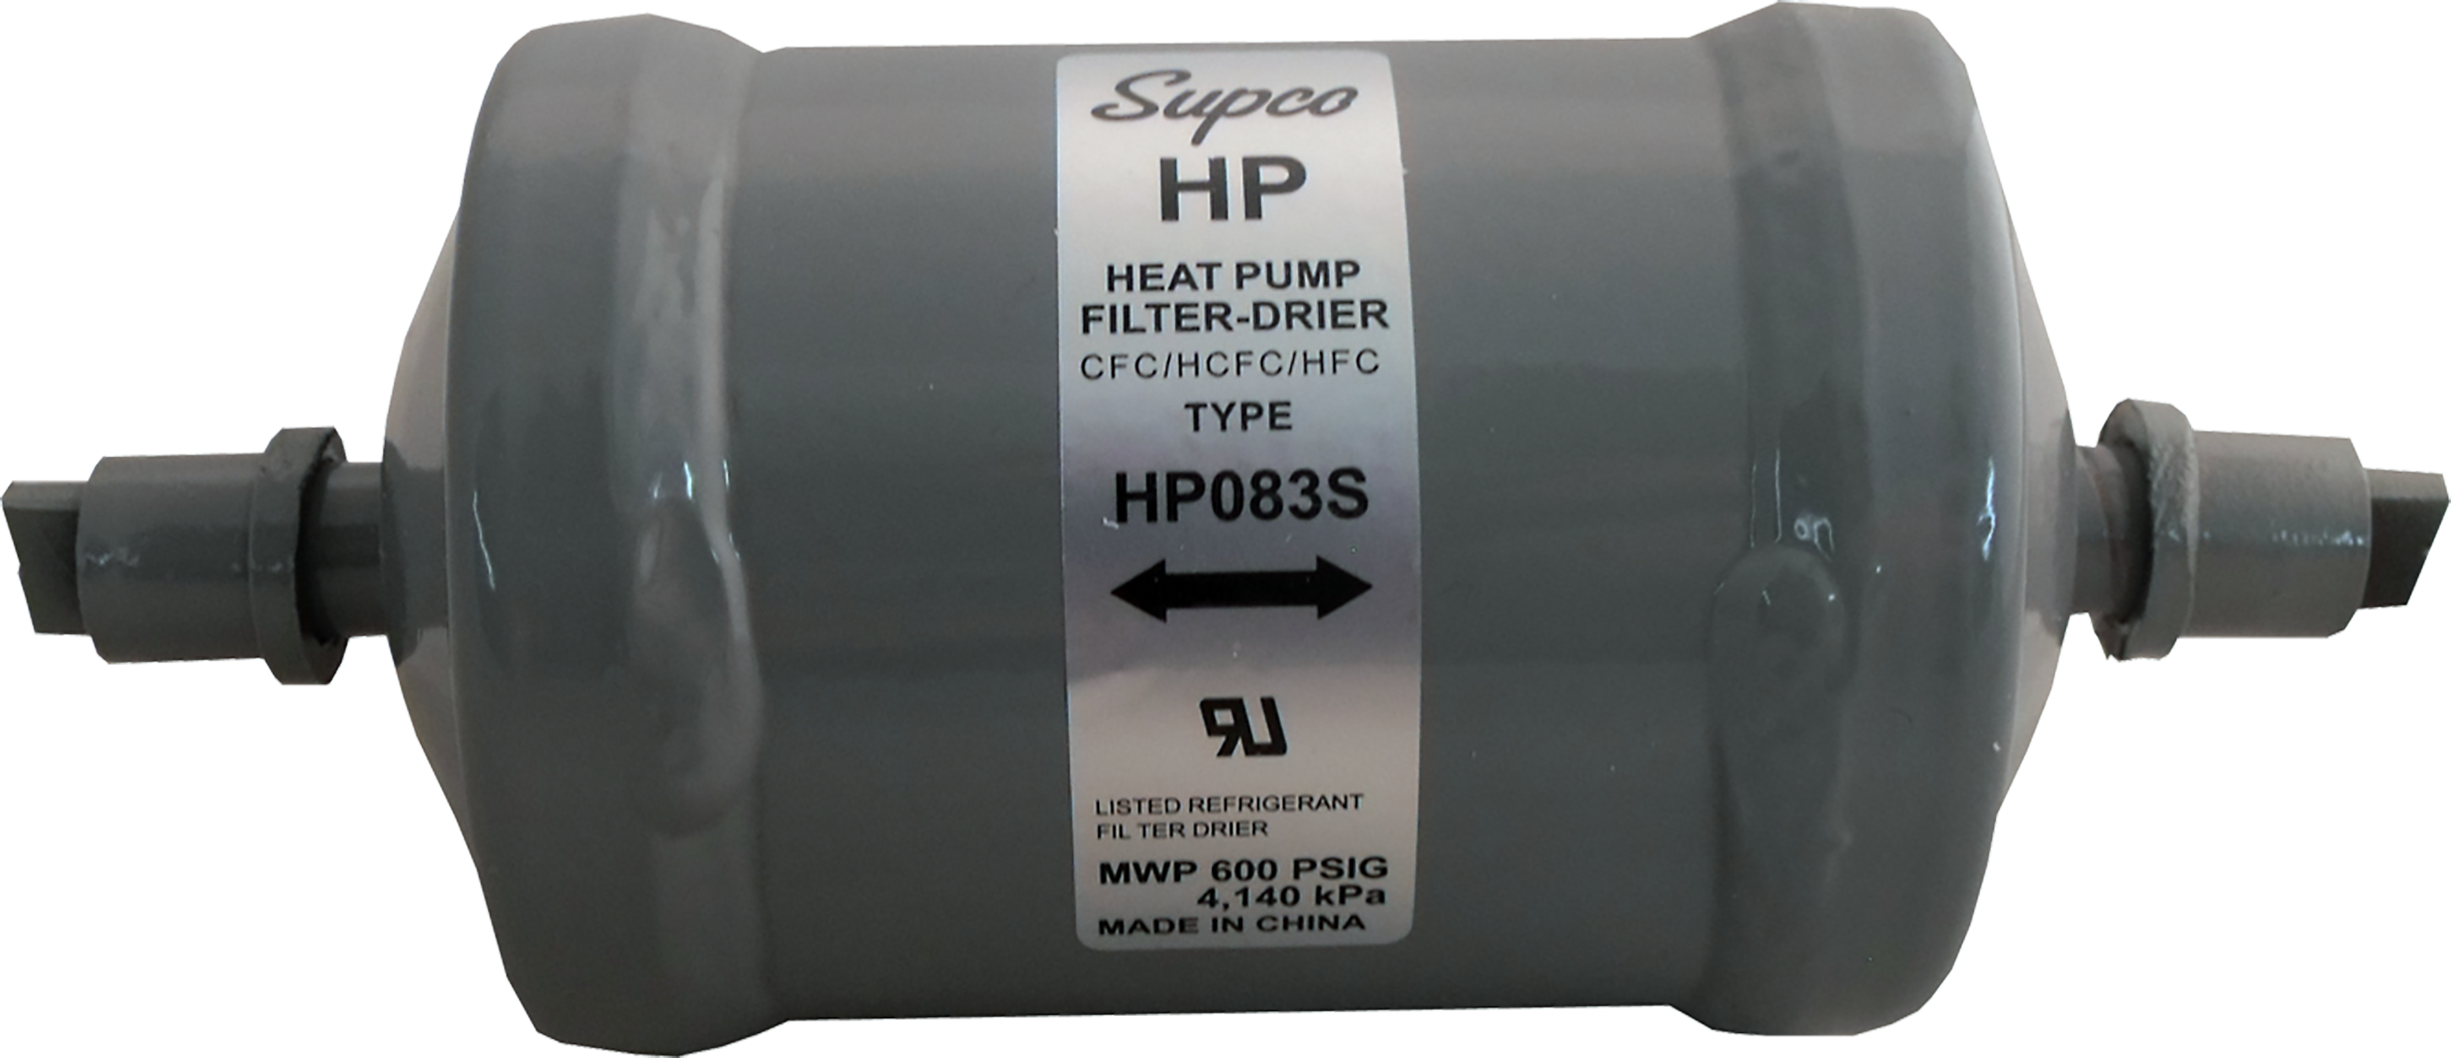 Supco
HP
HEAT PUMP
FILTER-DRIER
CFC/HCFC/HFC
TYPE
HP083S
RU
LISTED REFRIGERANT
FIL TER DRIER
MWP 600 PSIG
4,140 kPa
MADE IN CHINA